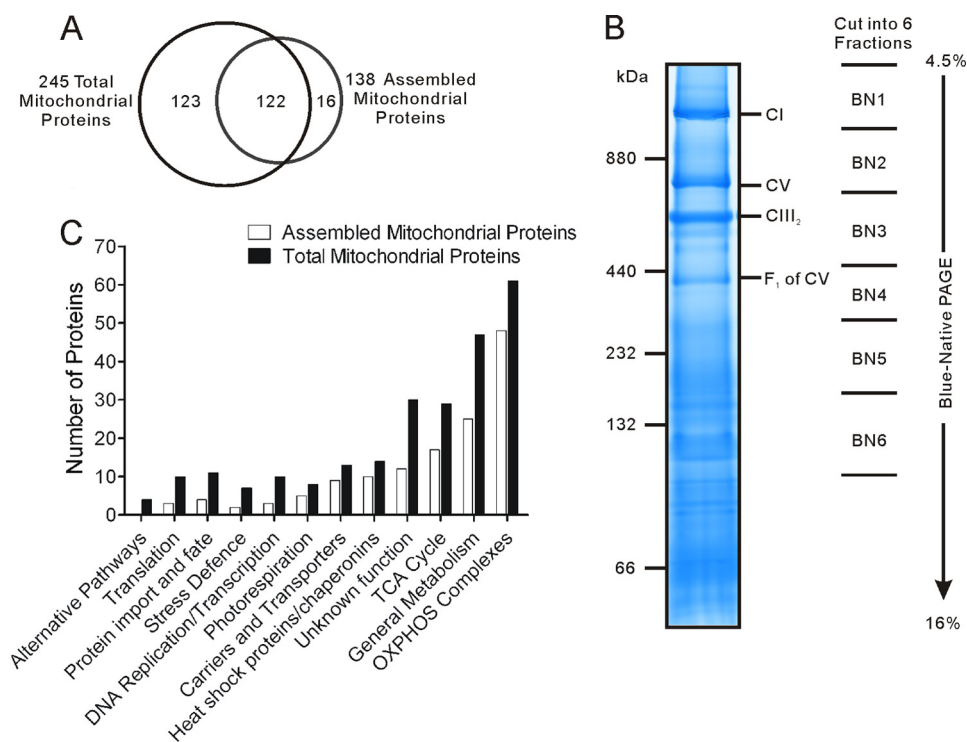 A
245 Total
Mitochondrial
Proteins
123
122
16
138 Assembled
Mitochondrial
Proteins
B
Cut into 6
Fractions
kDa
880
440
232
132
66
CI
CV
CIII2
F1 of CV
BN1
BN2
BN3
BN4
BN5
BN6
4.5%
Blue-Native PAGE
16%
C
Assembled Mitochondrial Proteins
Total Mitochondrial Proteins
Number of Proteins
70
60
50
40
30
20
10
0
Alternative Pathways
Translation
Protein import and fate
Stress Defence
DNA Replication/Transcription
Photorespiration
Carriers and Transporters
Heat shock proteins/chaperonins
Unknown function
TCA Cycle
General Metabolism
OXPHOS Complexes